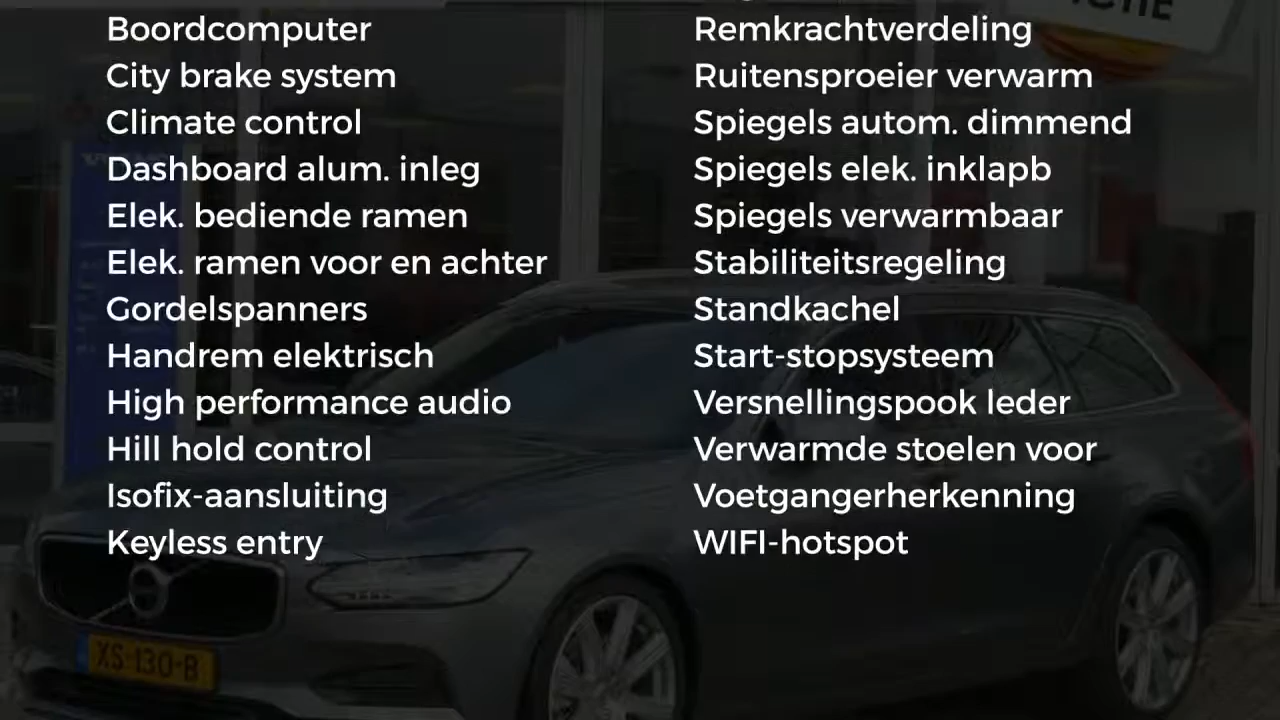 Boordcomputer
City brake system
Climate control
Dashboard alum. inleg
Elek. bediende ramen
Elek. ramen voor en achter
Gordelspanners
Handrem elektrisch
High performance audio
Hill hold control
Isofix-aansluiting
Keyless entry
Remkrachtverdeling
Ruitensproeier verwarm
Spiegels autom. dimmend
Spiegels elek. inklapb
Spiegels verwarmbaar
Stabiliteitsregeling
Standkachel
Start-stopsysteem
Versnellingspook leder
Verwarmde stoelen voor
Voetgangerherkenning
WIFI-hotspot
XS-130-B